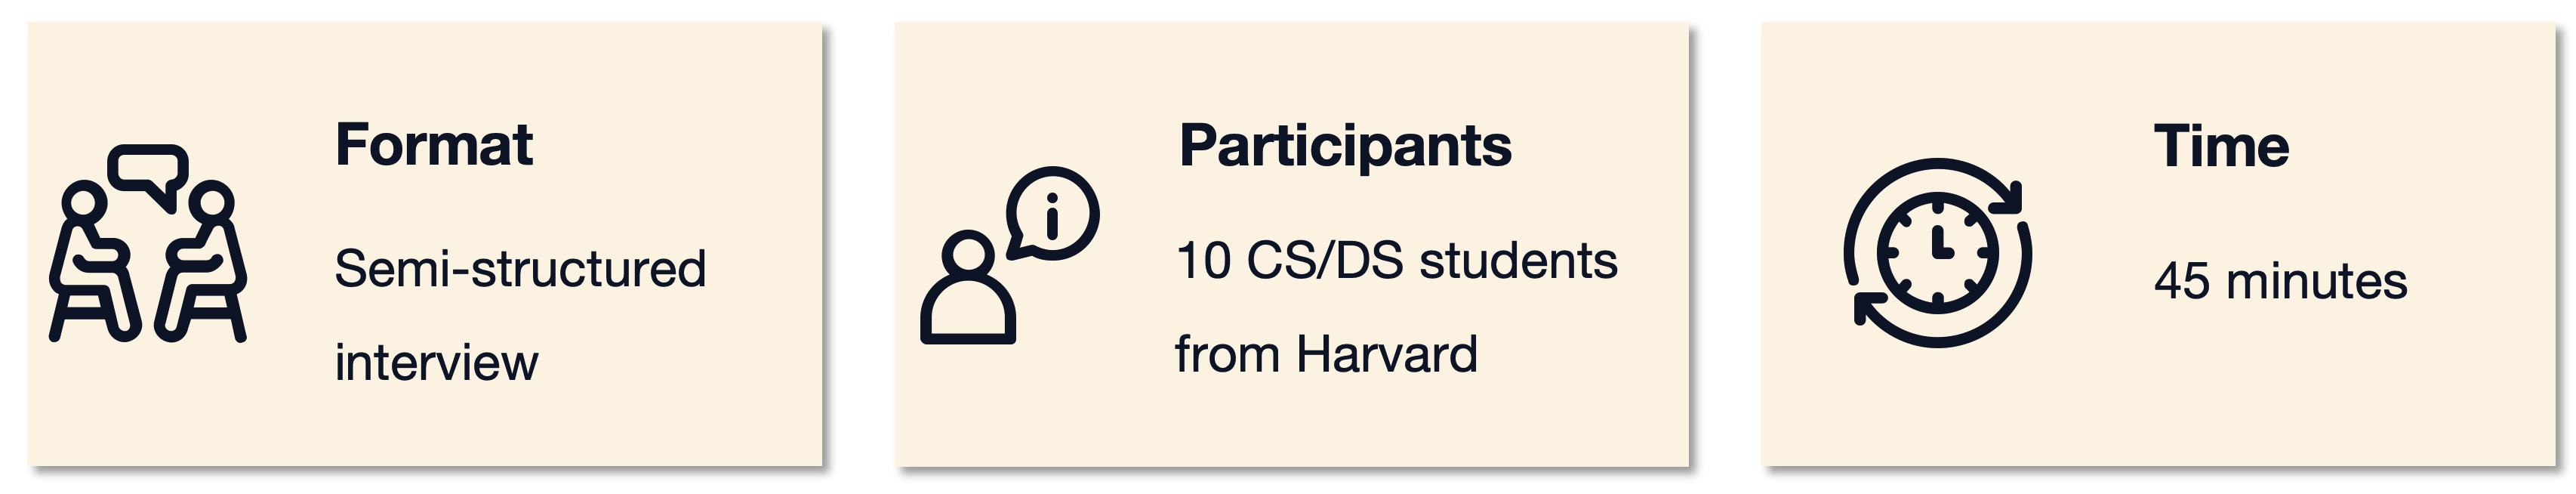 Format
Semi-structured
interview
Participants
10 CS/DS students
from Harvard
Time
45 minutes